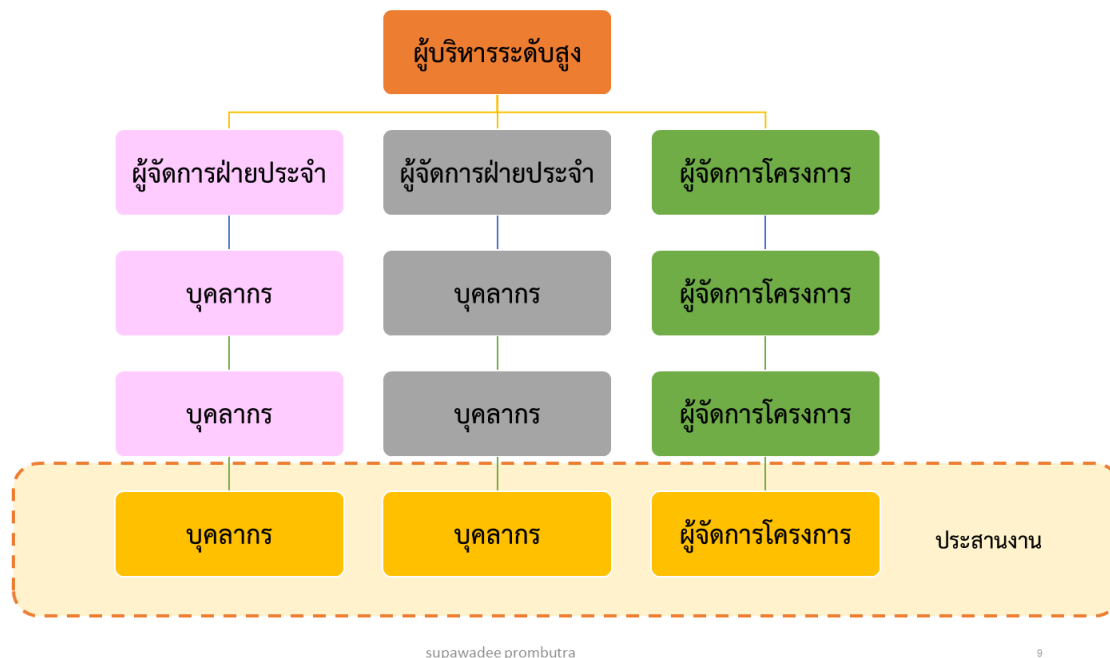 ผู้บริหารระดับสูง
ผู้จัดการฝ่ายประจำ
ผู้จัดการฝ่ายประจำ
ผู้จัดการโครงการ
บุคลากร
บุคลากร
ผู้จัดการโครงการ
บุคลากร
บุคลากร
ผู้จัดการโครงการ
บุคลากร
บุคลากร
ผู้จัดการโครงการ
ประสานงาน
supawadee prombutra
9